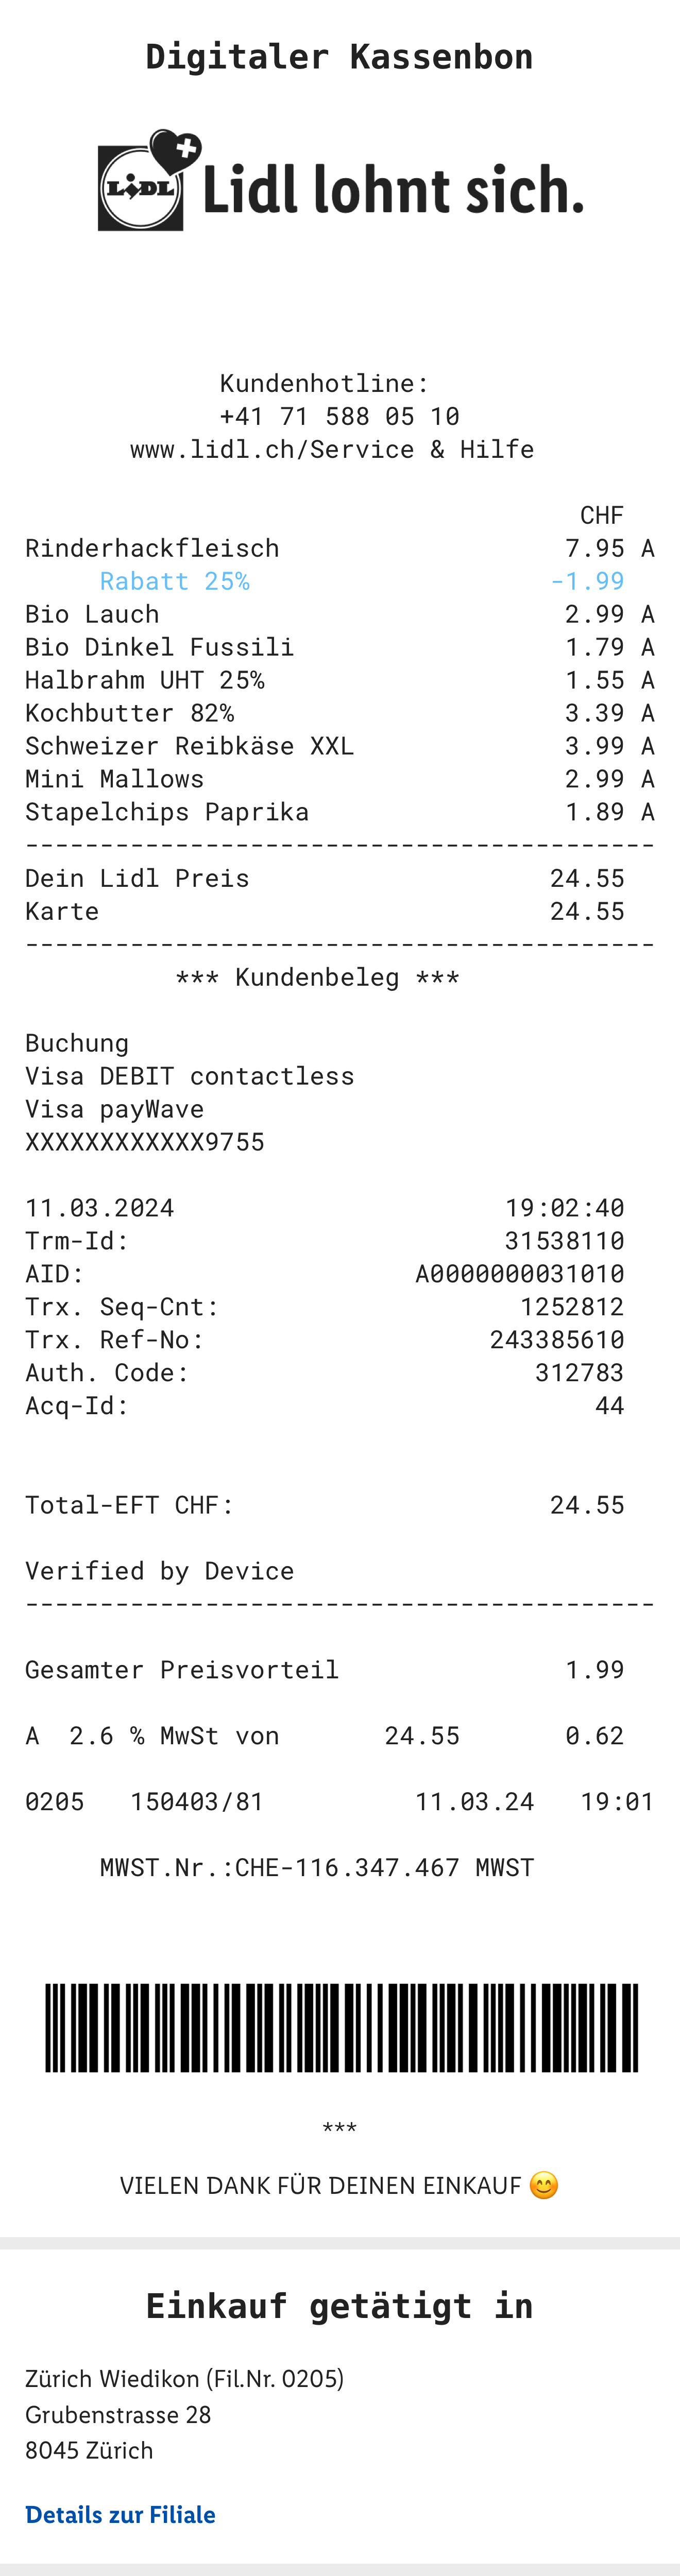 Digitaler Kassenbon
LIDL Lidl lohnt sich.
Kundenhotline:
+41 71 588 05 10
www.lidl.ch/Service & Hilfe
CHF
Rinderhackfleisch 7.95 A
Rabatt 25% -1.99
Bio Lauch 2.99 A
Bio Dinkel Fussili 1.79 A
Halbrahm UHT 25% 1.55 A
Kochbutter 82% 3.39 A
Schweizer Reibkäse XXL 3.99 A
Mini Mallows 2.99 A
Stapelchips Paprika 1.89 A
------------------------------------------
Dein Lidl Preis 24.55
Karte 24.55
------------------------------------------
*** Kundenbeleg ***
Buchung
Visa DEBIT contactless
Visa payWave
XXXXXXXXXXXX9755
11.03.2024 19:02:40
Trm-Id: 31538110
AID: A0000000031010
Trx. Seq-Cnt: 1252812
Trx. Ref-No: 243385610
Auth. Code: 312783
Acq-Id: 44
Total-EFT CHF: 24.55
Verified by Device
------------------------------------------
Gesamter Preisvorteil 1.99
A 2.6 % MwSt von 24.55 0.62
0205 150403/81 11.03.24 19:01
MWST.Nr.:CHE-116.347.467 MWST
***
VIELEN DANK FÜR DEINEN EINKAUF 😊
Einkauf getätigt in
Zürich Wiedikon (Fil.Nr. 0205)
Grubenstrasse 28
8045 Zürich
Details zur Filiale